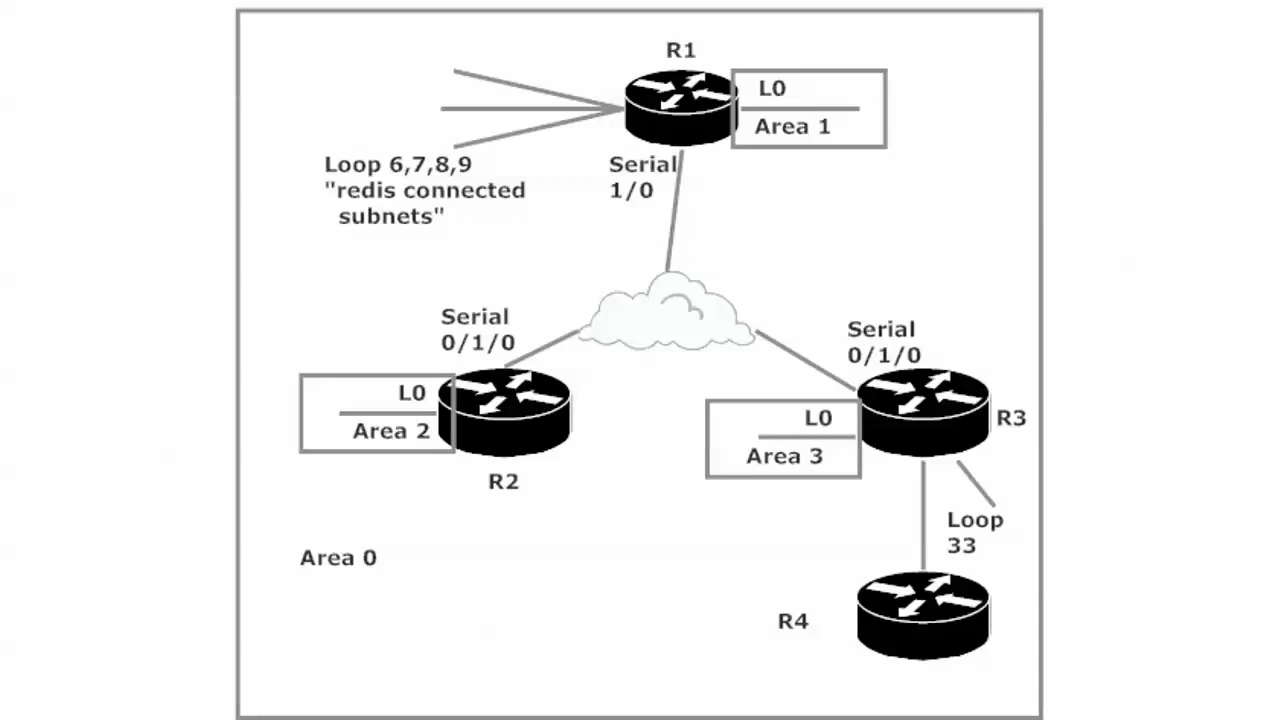 R1
L0
Area 1
Loop 6,7,8,9
"redis connected
subnets"
Serial
1/0
Serial
0/1/0
Serial
0/1/0
L0
Area 2
R2
L0
Area 3
R3
Loop
33
Area 0
R4